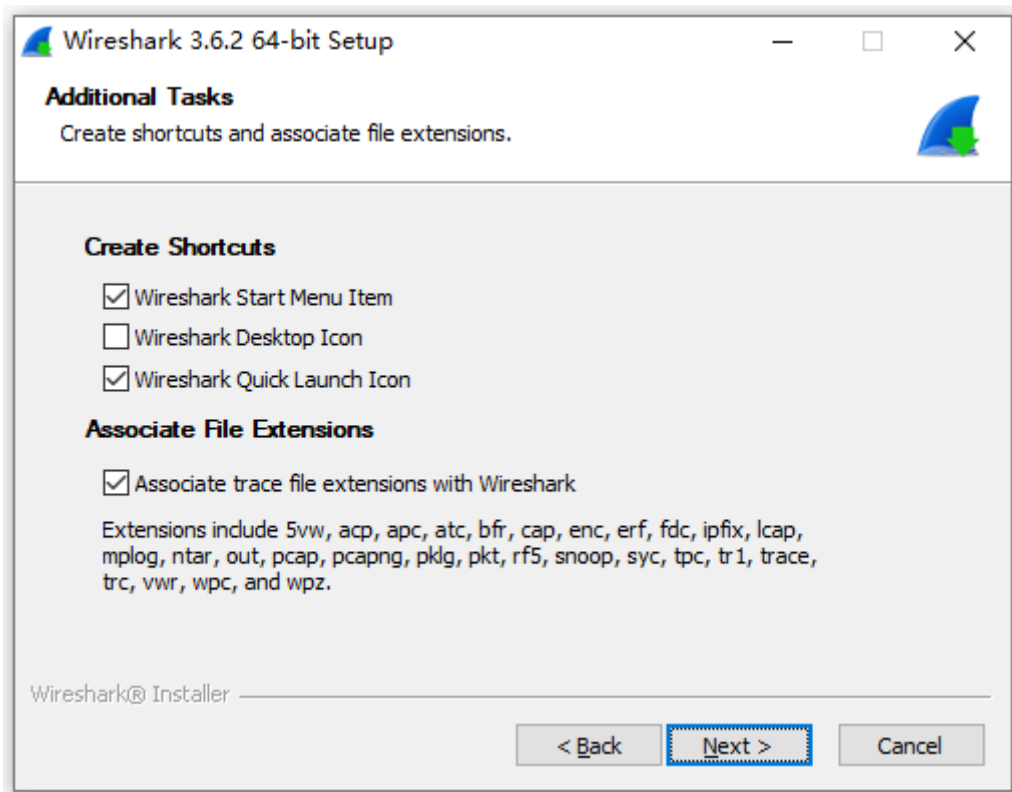 Wireshark 3.6.2 64-bit Setup
Additional Tasks
Create shortcuts and associate file extensions.
Create Shortcuts
Wireshark Start Menu Item
Wireshark Desktop Icon
Wireshark Quick Launch Icon
Associate File Extensions
Associate trace file extensions with Wireshark
Extensions include 5vw, acp, apc, atc, bfr, cap, enc, erf, fdc, ipfix, lcap,
mplog, ntar, out, pcap, pcapng, pklg, pkt, rf5, snoop, syc, tpc, tr1, trace,
trc, vwr, wpc, and wpz.
Wireshark® Installer
< Back Next > Cancel